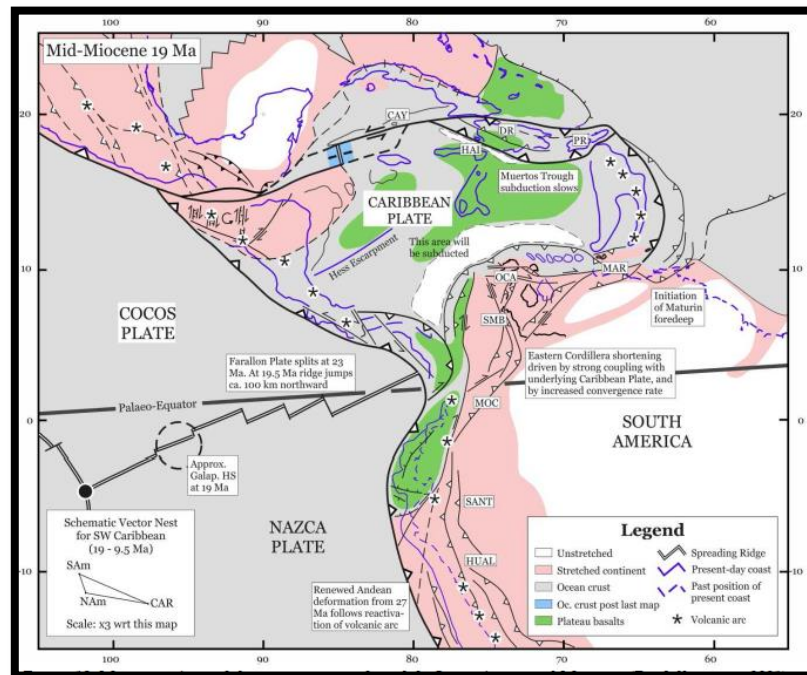 100
90
80
70
60
Mid-Miocene 19 Ma
20
CAY
DR
PR
HAI
Muertos Trough
subduction slows
CARIBBEAN
PLATE
This area will
be subducted
Hess Escarpment
10
10
OCA
MAR
SMB
Initiation
of Maturin
foredeep
COCOS
PLATE
Farallon Plate splits at 23
Ma. At 19.5 Ma ridge jumps
ca. 100 km northward
Eastern Cordillera shortening
driven by strong coupling with
underlying Caribbean Plate, and
by increased convergence rate
Palaeo-Equator
MOC
SOUTH
AMERICA
0
0
Approx.
Galap. HS
at 19 Ma
SANT
NAZCA
PLATE
HUAL
Schematic Vector Nest
for SW Caribbean
(19 - 9.5 Ma)
SAm
NAm
CAR
Scale: x3 wrt this map
Renewed Andean
deformation from 27
Ma follows reactiva-
tion of volcanic arc
Legend
Unstretched
Stretched continent
Ocean crust
Oc. crust post last map
Plateau basalts
Spreading Ridge
Present-day coast
Past position of
present coast
Volcanic arc
-10
10
100
90
80
70
60